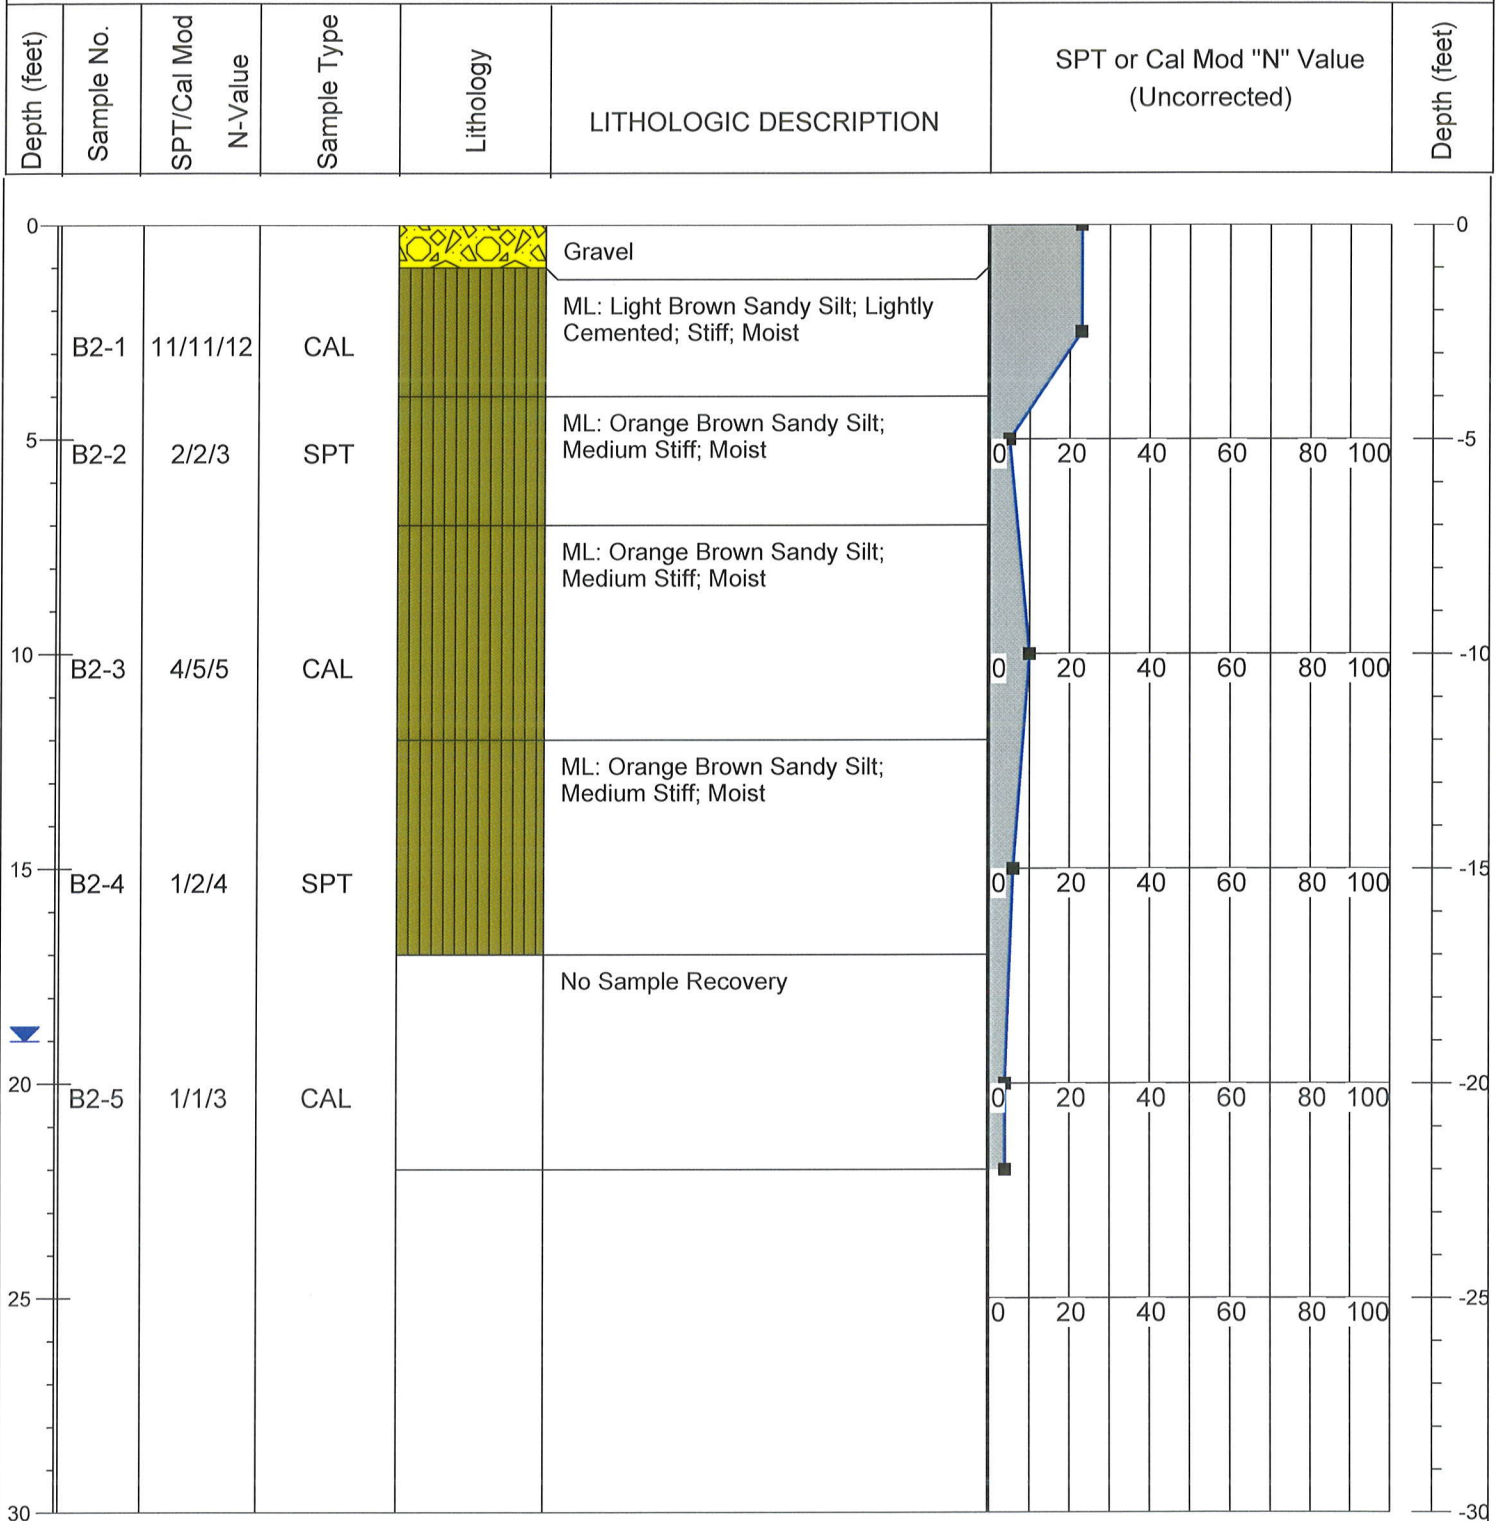 Depth (feet)
Sample No.
SPT/Cal Mod
N-Value
Sample Type
Lithology
LITHOLOGIC DESCRIPTION
SPT or Cal Mod "N" Value
(Uncorrected)
Depth (feet)
0
Gravel
0
ML: Light Brown Sandy Silt; Lightly
Cemented; Stiff; Moist
B2-1 11/11/12 CAL
ML: Orange Brown Sandy Silt;
Medium Stiff; Moist
5
B2-2 2/2/3 SPT
0 20 40 60 80 100
-5
ML: Orange Brown Sandy Silt;
Medium Stiff; Moist
10
B2-3 4/5/5 CAL
0 20 40 60 80 100
-10
ML: Orange Brown Sandy Silt;
Medium Stiff; Moist
15
B2-4 1/2/4 SPT
0 20 40 60 80 100
-15
No Sample Recovery
20
B2-5 1/1/3 CAL
0 20 40 60 80 100
-20
25
0 20 40 60 80 100
-25
30
-30